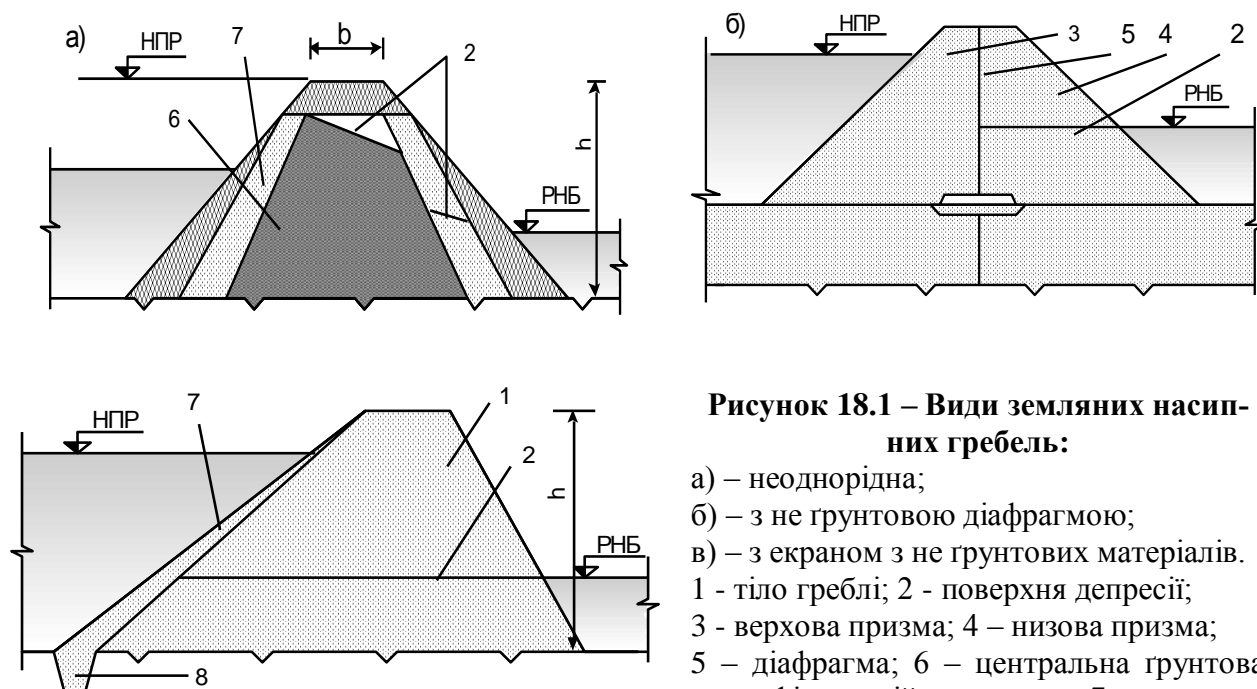 а)
НПР
7
b
2
6
h
РНБ
б)
НПР
3
5
4
2
РНБ
НПР
7
1
2
h
РНБ
8
Рисунок 18.1 – Види земляних насип-
них гребель:
а) – неоднорідна;
б) – з не ґрунтовою діафрагмою;
в) – з екраном з не ґрунтових матеріалів.
1 - тіло греблі; 2 - поверхня депресії;
3 - верхова призма; 4 – низова призма;
5 – діафрагма; 6 – центральна ґрунтова